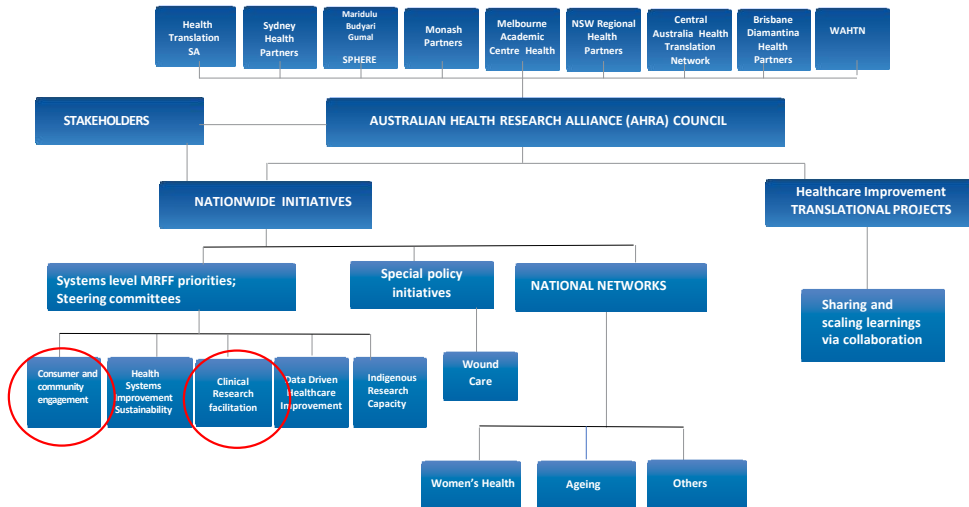 Health
Translation
SA
Sydney
Health
Partners
Maridulu
Budyari
Gumal
SPHERE
Monash
Partners
Melbourne
Academic
Centre Health
NSW Regional
Health
Partners
Central
Australia Health
Translation
Network
Brisbane
Diamantina
Health
Partners
WAHTN
STAKEHOLDERS
AUSTRALIAN HEALTH RESEARCH ALLIANCE (AHRA) COUNCIL
NATIONWIDE INITIATIVES
Healthcare Improvement
TRANSLATIONAL PROJECTS
Systems level MRFF priorities;
Steering committees
Special policy
initiatives
NATIONAL NETWORKS
Sharing and
scaling learnings
via collaboration
Consumer and
community
engagement
Health
Systems
Improvement
Sustainability
Clinical
Research
facilitation
Data Driven
Healthcare
Improvement
Indigenous
Research
Capacity
Wound
Care
Women's Health
Ageing
Others